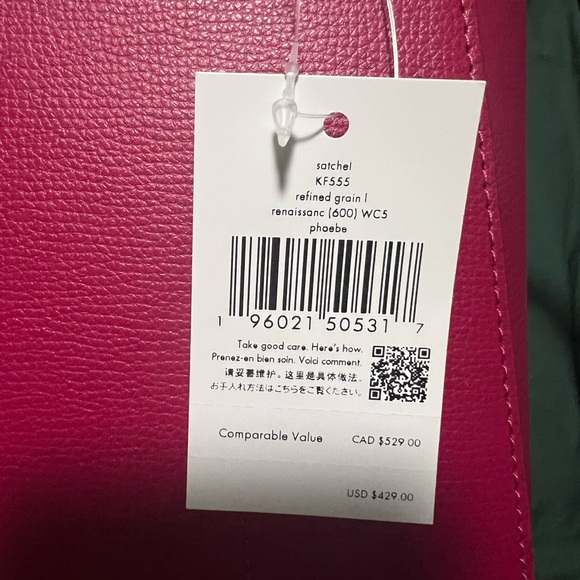 satchel
KF555
refined grain l
renaissanc (600) WC5
phoebe
1 96021 50531 7
Take good care. Here's how.
Prenez-en bien soin. Voici comment.
请妥善维护。这里是具体做法。
お手入れ方法はこちらをご覧ください。
Comparable Value CAD $529.00
USD $429.00